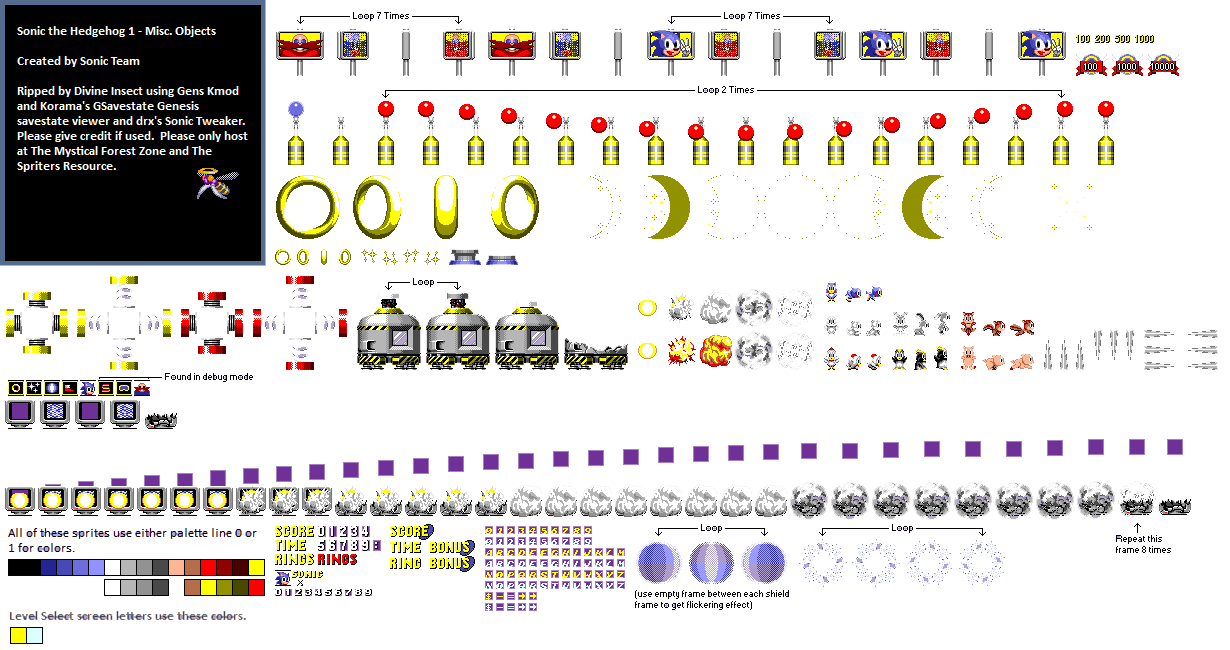 Sonic the Hedgehog 1 - Misc. Objects
Created by Sonic Team
Ripped by Divine Insect using Gens Kmod
and Korama's GSavestate Genesis
savestate viewer and drx's Sonic Tweaker.
Please give credit if used.  Please only host
at The Mystical Forest Zone and The
Spriters Resource.
Loop 7 Times
Loop 7 Times
100 200 500 1000
100 1000 10000
Loop 2 Times
Loop
Found in debug mode
All of these sprites use either palette line 0 or
1 for colors.
Level Select screen letters use these colors.
SCORE 0 1 2 3 4
TIME 5 6 7 8 9 :
RINGS RINGS
SONIC
X
0 1 2 3 4 5 6 7 8 9
SCORE
TIME BONUS
RING BONUS
Loop
(use empty frame between each shield
frame to get flickering effect)
Loop
Repeat this
frame 8 times